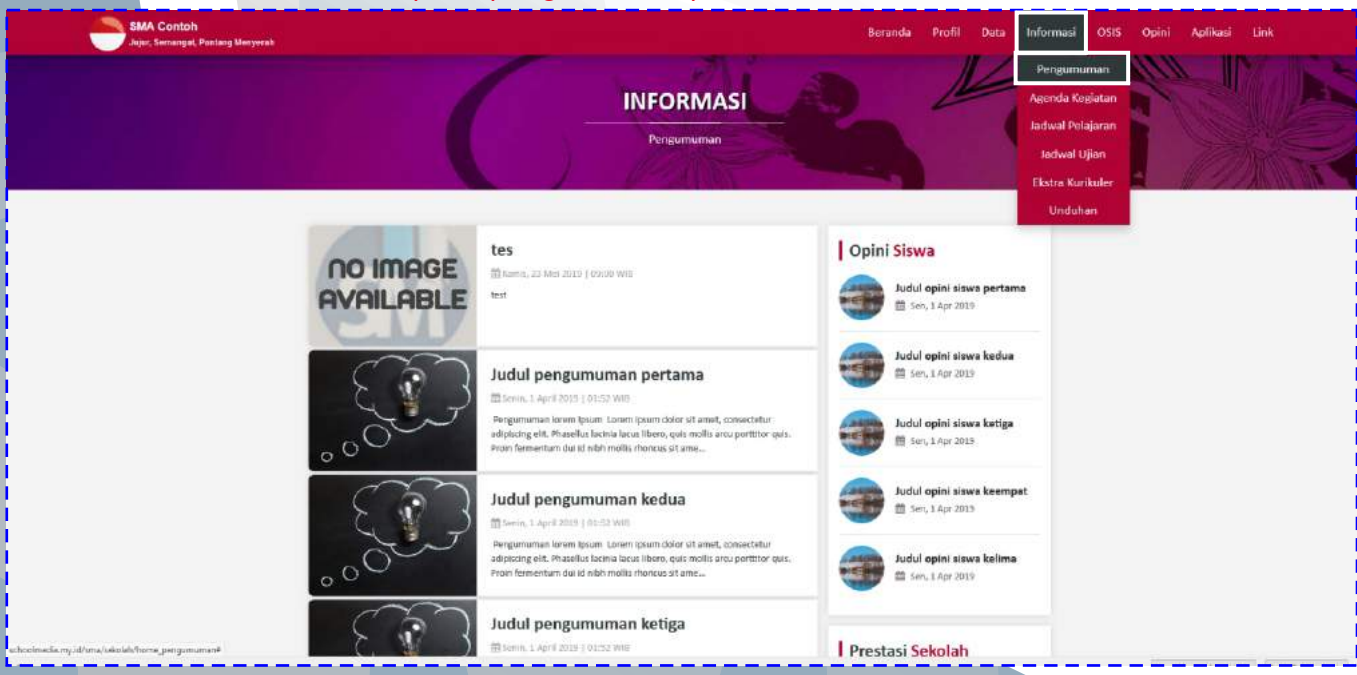 SMA Contoh
Jujur, Semangat, Pantang Menyerah
Beranda Profil Data Informasi OSIS Opini Aplikasi Link
Pengumuman
Agenda Kegiatan
Jadwal Pelajaran
Jadwal Ujian
Ekstra Kurikuler
Unduhan
INFORMASI
Pengumuman
NO IMAGE
AVAILABLE
tes
Kamis, 23 Mei 2019 | 09:00 WIB
test
Judul pengumuman pertama
Senin, 1 April 2019 | 01:52 WIB
Pengumuman lorem Ipsum Lorem ipsum dolor sit amet, consectetur
adipiscing elit. Phasellus lacinia lacus libero, quis mollis arcu porttitor quis.
Proin fermentum dui id nibh mollis rhoncus sit ame...
Judul pengumuman kedua
Senin, 1 April 2019 | 01:52 WIB
Pengumuman lorem Ipsum Lorem ipsum dolor sit amet, consectetur
adipiscing elit. Phasellus lacinia lacus libero, quis mollis arcu porttitor quis.
Proin fermentum dui id nibh mollis rhoncus sit ame...
Judul pengumuman ketiga
Senin, 1 April 2019 | 01:52 WIB
Opini Siswa
Judul opini siswa pertama
Sen, 1 Apr 2019
Judul opini siswa kedua
Sen, 1 Apr 2019
Judul opini siswa ketiga
Sen, 1 Apr 2019
Judul opini siswa keempat
Sen, 1 Apr 2019
Judul opini siswa kelima
Sen, 1 Apr 2019
Prestasi Sekolah
schoolmedia.my.id/sma/sekolah/home_pengumuman#